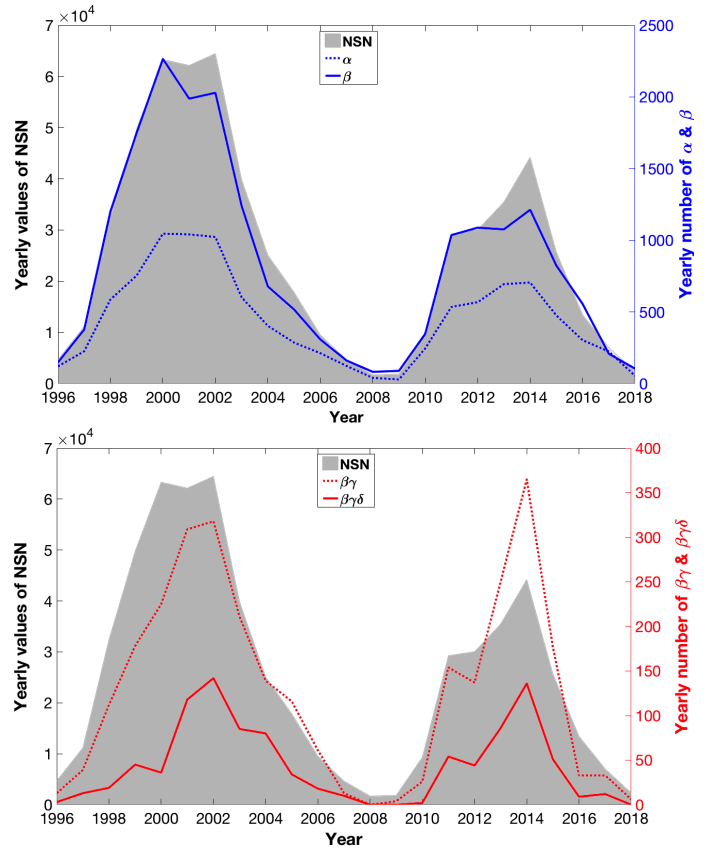 ×10⁴
7
6
5
4
3
2
1
0
Yearly values of NSN
NSN
α
β
2500
2000
1500
1000
500
0
Yearly number of α & β
1996 1998 2000 2002 2004 2006 2008 2010 2012 2014 2016 2018
Year
×10⁴
7
6
5
4
3
2
1
0
Yearly values of NSN
NSN
βγ
βγδ
400
350
300
250
200
150
100
50
0
Yearly number of βγ & βγδ
1996 1998 2000 2002 2004 2006 2008 2010 2012 2014 2016 2018
Year